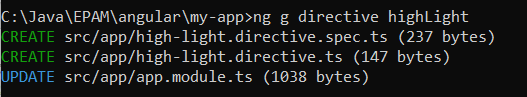 C:\Java\EPAM\angular\my-app>ng g directive highLight
CREATE src/app/high-light.directive.spec.ts (237 bytes)
CREATE src/app/high-light.directive.ts (147 bytes)
UPDATE src/app/app.module.ts (1038 bytes)